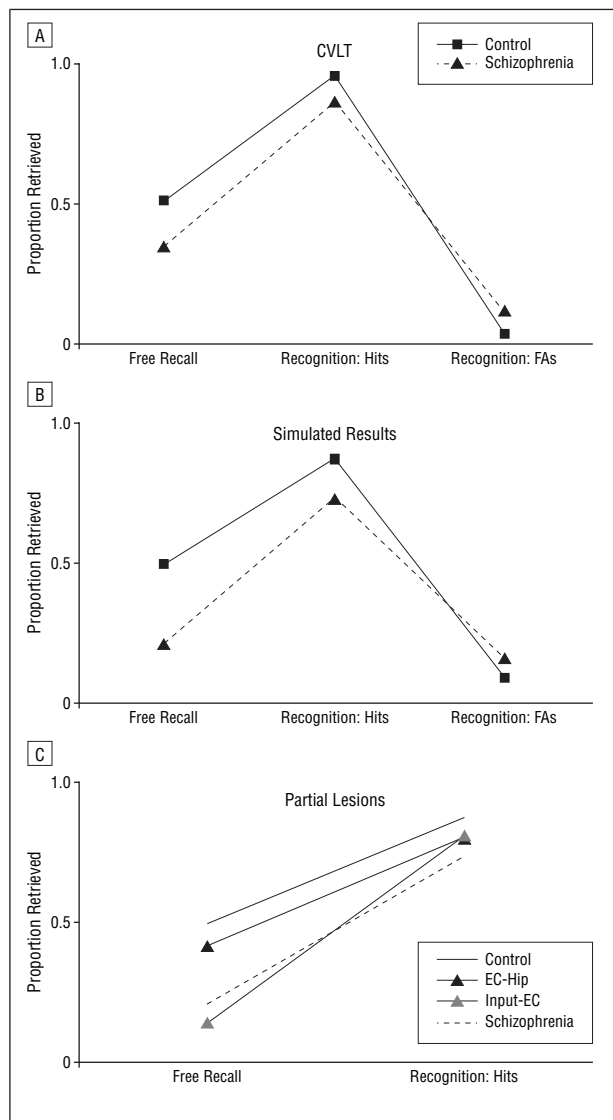 A
CVLT
Control
Schizophrenia
1.0
0.5
0
Proportion Retrieved
Free Recall
Recognition: Hits
Recognition: FAs
B
Simulated Results
1.0
0.5
0
Proportion Retrieved
Free Recall
Recognition: Hits
Recognition: FAs
C
Partial Lesions
1.0
0.5
0
Proportion Retrieved
Control
EC-Hip
Input-EC
Schizophrenia
Free Recall
Recognition: Hits